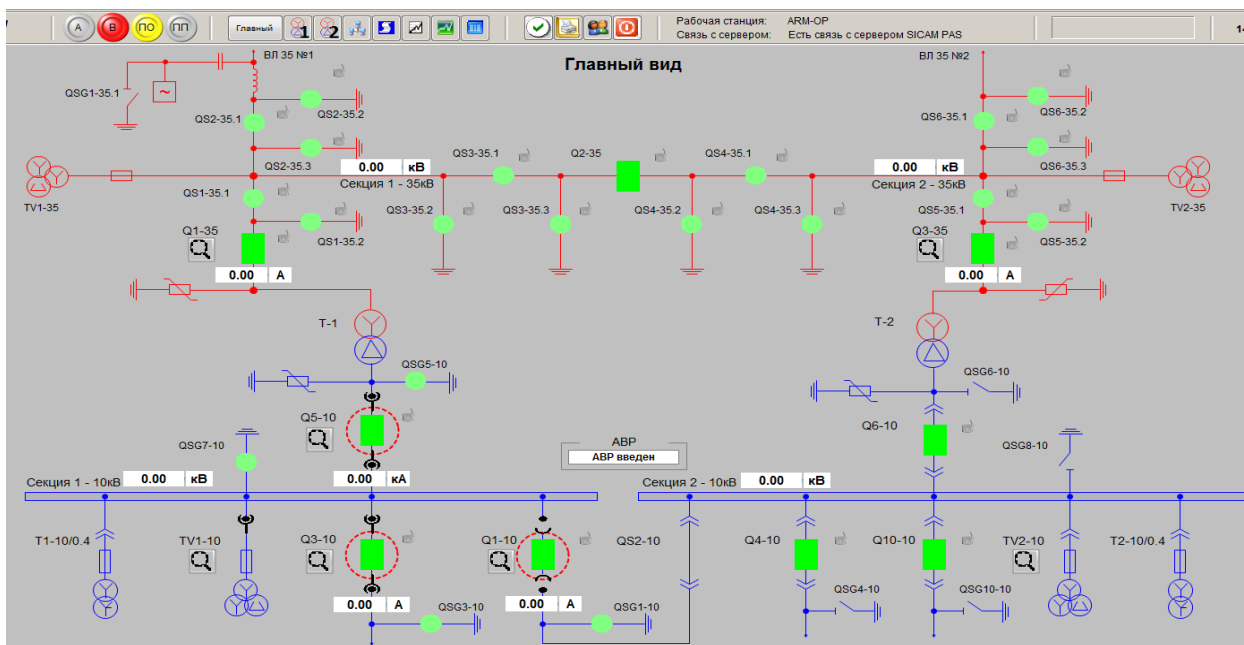 А В ПО ПП Главный 1 2 Рабочая станция: ARM-OP
Связь с сервером: Есть связь с сервером SICAM PAS
14
ВЛ 35 №1
Главный вид
ВЛ 35 №2
QSG1-35.1
QS2-35.1
QS2-35.2
QS6-35.1
QS6-35.2
QS2-35.3
0.00 кВ
QS3-35.1
Q2-35
QS4-35.1
0.00 кВ
QS6-35.3
Секция 1 - 35кВ
Секция 2 - 35кВ
TV1-35
QS1-35.1
QS3-35.2
QS3-35.3
QS4-35.2
QS4-35.3
QS5-35.1
TV2-35
Q1-35
QS1-35.2
Q3-35
QS5-35.2
0.00 А
0.00 А
Т-1
Т-2
QSG5-10
QSG6-10
Q5-10
Q6-10
QSG7-10
АВР
АВР введен
QSG8-10
Секция 1 - 10кВ 0.00 кВ
0.00 кА
Секция 2 - 10кВ 0.00 кВ
T1-10/0.4
TV1-10
Q3-10
Q1-10
QS2-10
Q4-10
Q10-10
TV2-10
T2-10/0.4
QSG4-10
QSG10-10
0.00 А
QSG3-10
0.00 А
QSG1-10